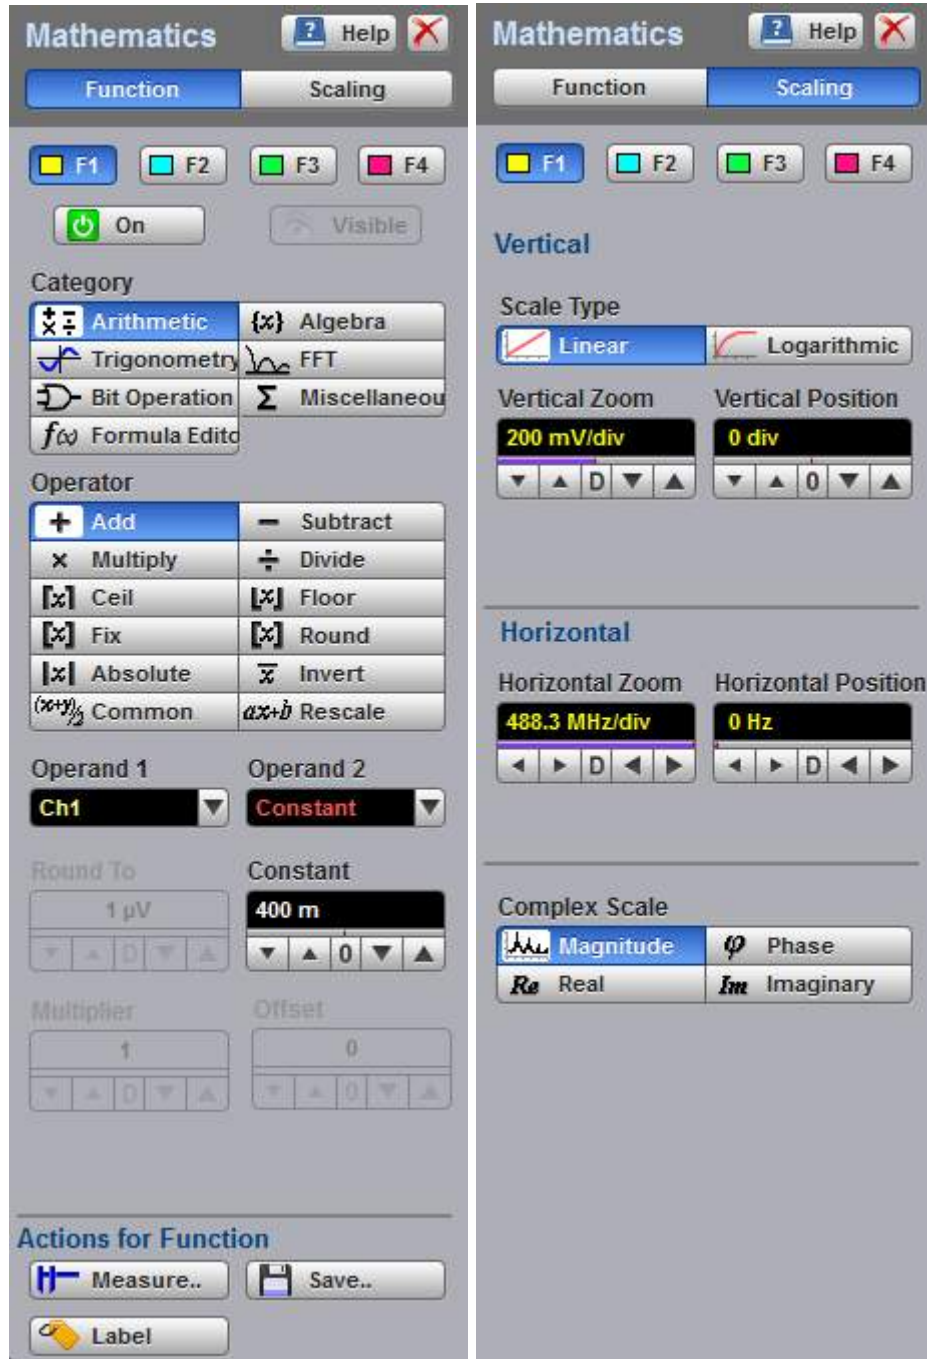 Mathematics ? Help
Function Scaling
F1 F2 F3 F4
On Visible
Category
Arithmetic {x} Algebra
Trigonometry FFT
Bit Operation Σ Miscellaneou
f(x) Formula Edito
Operator
+ Add − Subtract
× Multiply ÷ Divide
[x] Ceil [x] Floor
[x] Fix [x] Round
|x| Absolute x Invert
(x+y)/2 Common ax+b Rescale
Operand 1 Operand 2
Ch1 Constant
Round To Constant
1 µV 400 m
D 0
Multiplier Offset
1 0
D 0
Actions for Function
Measure.. Save..
Label
Mathematics ? Help
Function Scaling
F1 F2 F3 F4
Vertical
Scale Type
Linear Logarithmic
Vertical Zoom Vertical Position
200 mV/div 0 div
D 0
Horizontal
Horizontal Zoom Horizontal Position
488.3 MHz/div 0 Hz
D D
Complex Scale
Magnitude φ Phase
Re Real Im Imaginary